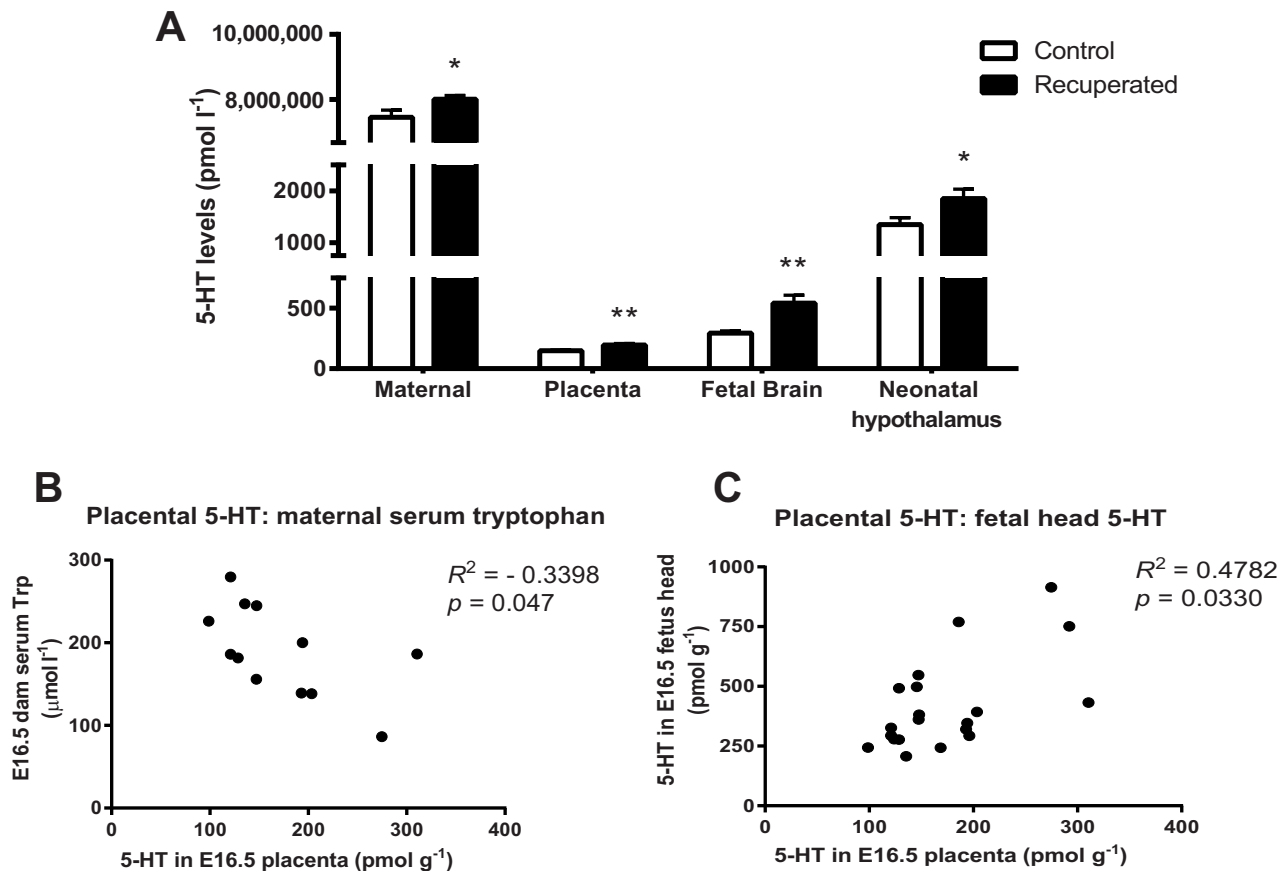 A
5-HT levels (pmol l-1)
10,000,000
8,000,000
2000
1000
500
0
*
**
**
*
Control
Recuperated
Maternal
Placenta
Fetal Brain
Neonatal
hypothalamus
B
Placental 5-HT: maternal serum tryptophan
R2 = - 0.3398
p = 0.047
E16.5 dam serum Trp
(μmol l-1)
300
200
100
0
0 100 200 300 400
5-HT in E16.5 placenta (pmol g-1)
C
Placental 5-HT: fetal head 5-HT
R2 = 0.4782
p = 0.0330
5-HT in E16.5 fetus head
(pmol g-1)
1000
750
500
250
0
0 100 200 300 400
5-HT in E16.5 placenta (pmol g-1)